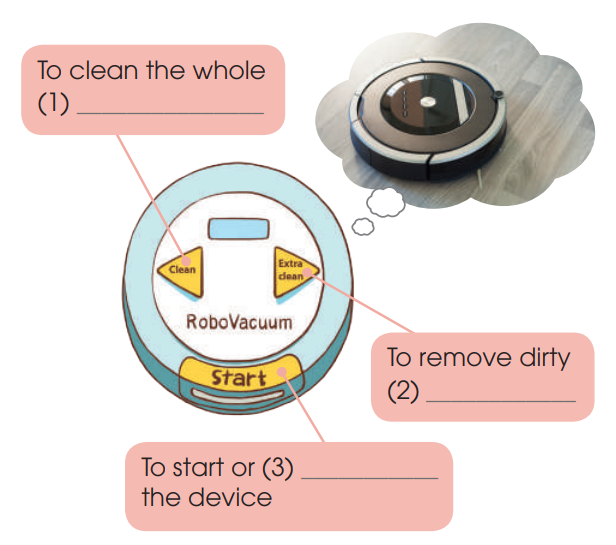 To clean the whole
(1) _______________
Clean
Extra
clean
RoboVacuum
Start
To remove dirty
(2) ____________
To start or (3) ___________
the device